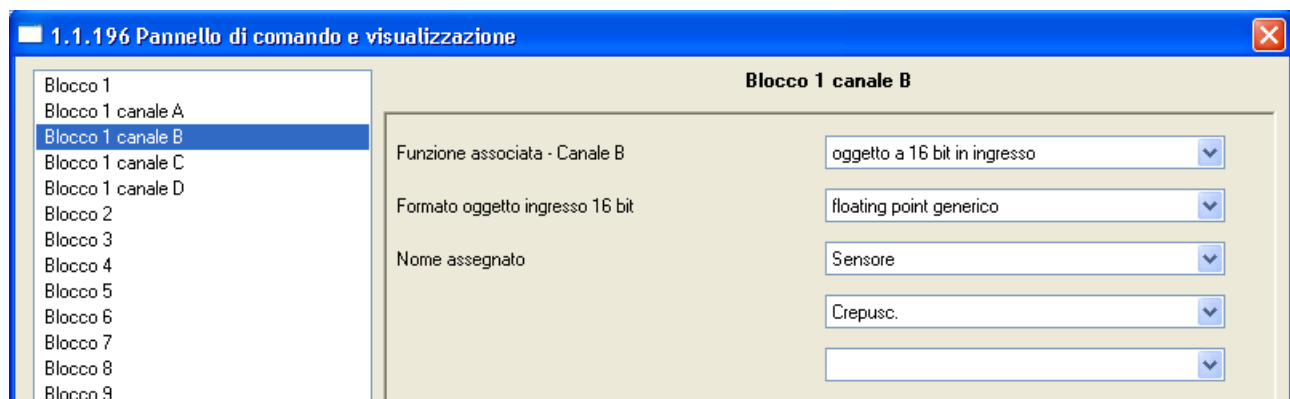 1.1.196 Pannello di comando e visualizzazione
Blocco 1
Blocco 1 canale A
Blocco 1 canale B
Blocco 1 canale C
Blocco 1 canale D
Blocco 2
Blocco 3
Blocco 4
Blocco 5
Blocco 6
Blocco 7
Blocco 8
Blocco 9
Blocco 1 canale B
Funzione associata - Canale B oggetto a 16 bit in ingresso
Formato oggetto ingresso 16 bit floating point generico
Nome assegnato Sensore
Crepusc.